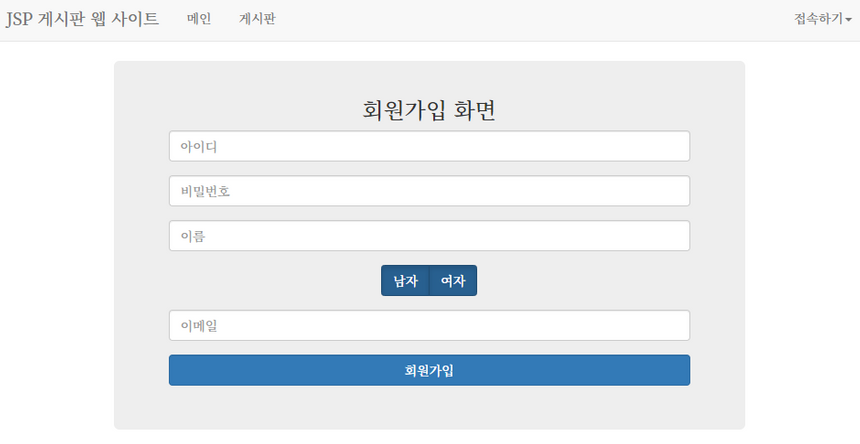 JSP 게시판 웹 사이트 메인 게시판 접속하기
회원가입 화면
아이디
비밀번호
이름
남자 여자
이메일
회원가입